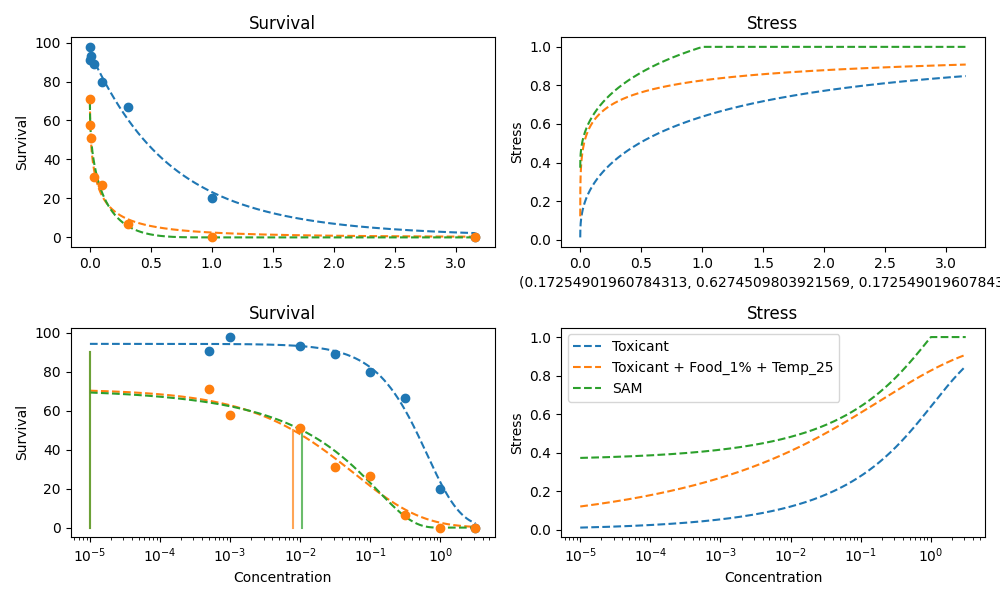 Survival
Survival
100
80
60
40
20
0
0.0 0.5 1.0 1.5 2.0 2.5 3.0
Stress
Stress
1.0
0.8
0.6
0.4
0.2
0.0
0.0 0.5 1.0 1.5 2.0 2.5 3.0
(0.17254901960784313, 0.6274509803921569, 0.1725490196078431
Survival
Survival
100
80
60
40
20
0
10⁻⁵ 10⁻⁴ 10⁻³ 10⁻² 10⁻¹ 10⁰
Concentration
Stress
Stress
1.0
0.8
0.6
0.4
0.2
0.0
Toxicant
Toxicant + Food_1% + Temp_25
SAM
10⁻⁵ 10⁻⁴ 10⁻³ 10⁻² 10⁻¹ 10⁰
Concentration